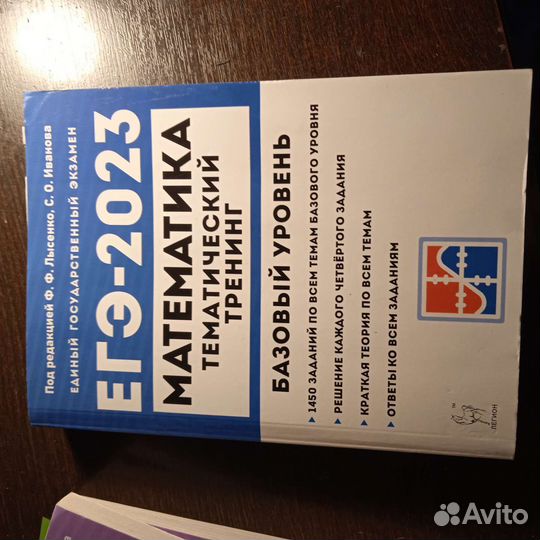 Под редакцией Ф. Ф. Лысенко, С. О. Иванова
ЕДИНЫЙ ГОСУДАРСТВЕННЫЙ ЭКЗАМЕН
ЕГЭ-2023
МАТЕМАТИКА
ТЕМАТИЧЕСКИЙ
ТРЕНИНГ
БАЗОВЫЙ УРОВЕНЬ
1450 ЗАДАНИЙ ПО ВСЕМ ТЕМАМ БАЗОВОГО УРОВНЯ
РЕШЕНИЕ КАЖДОГО ЧЕТВЁРТОГО ЗАДАНИЯ
КРАТКАЯ ТЕОРИЯ ПО ВСЕМ ТЕМАМ
ОТВЕТЫ КО ВСЕМ ЗАДАНИЯМ
ЛЕГИОН
TM
Avito